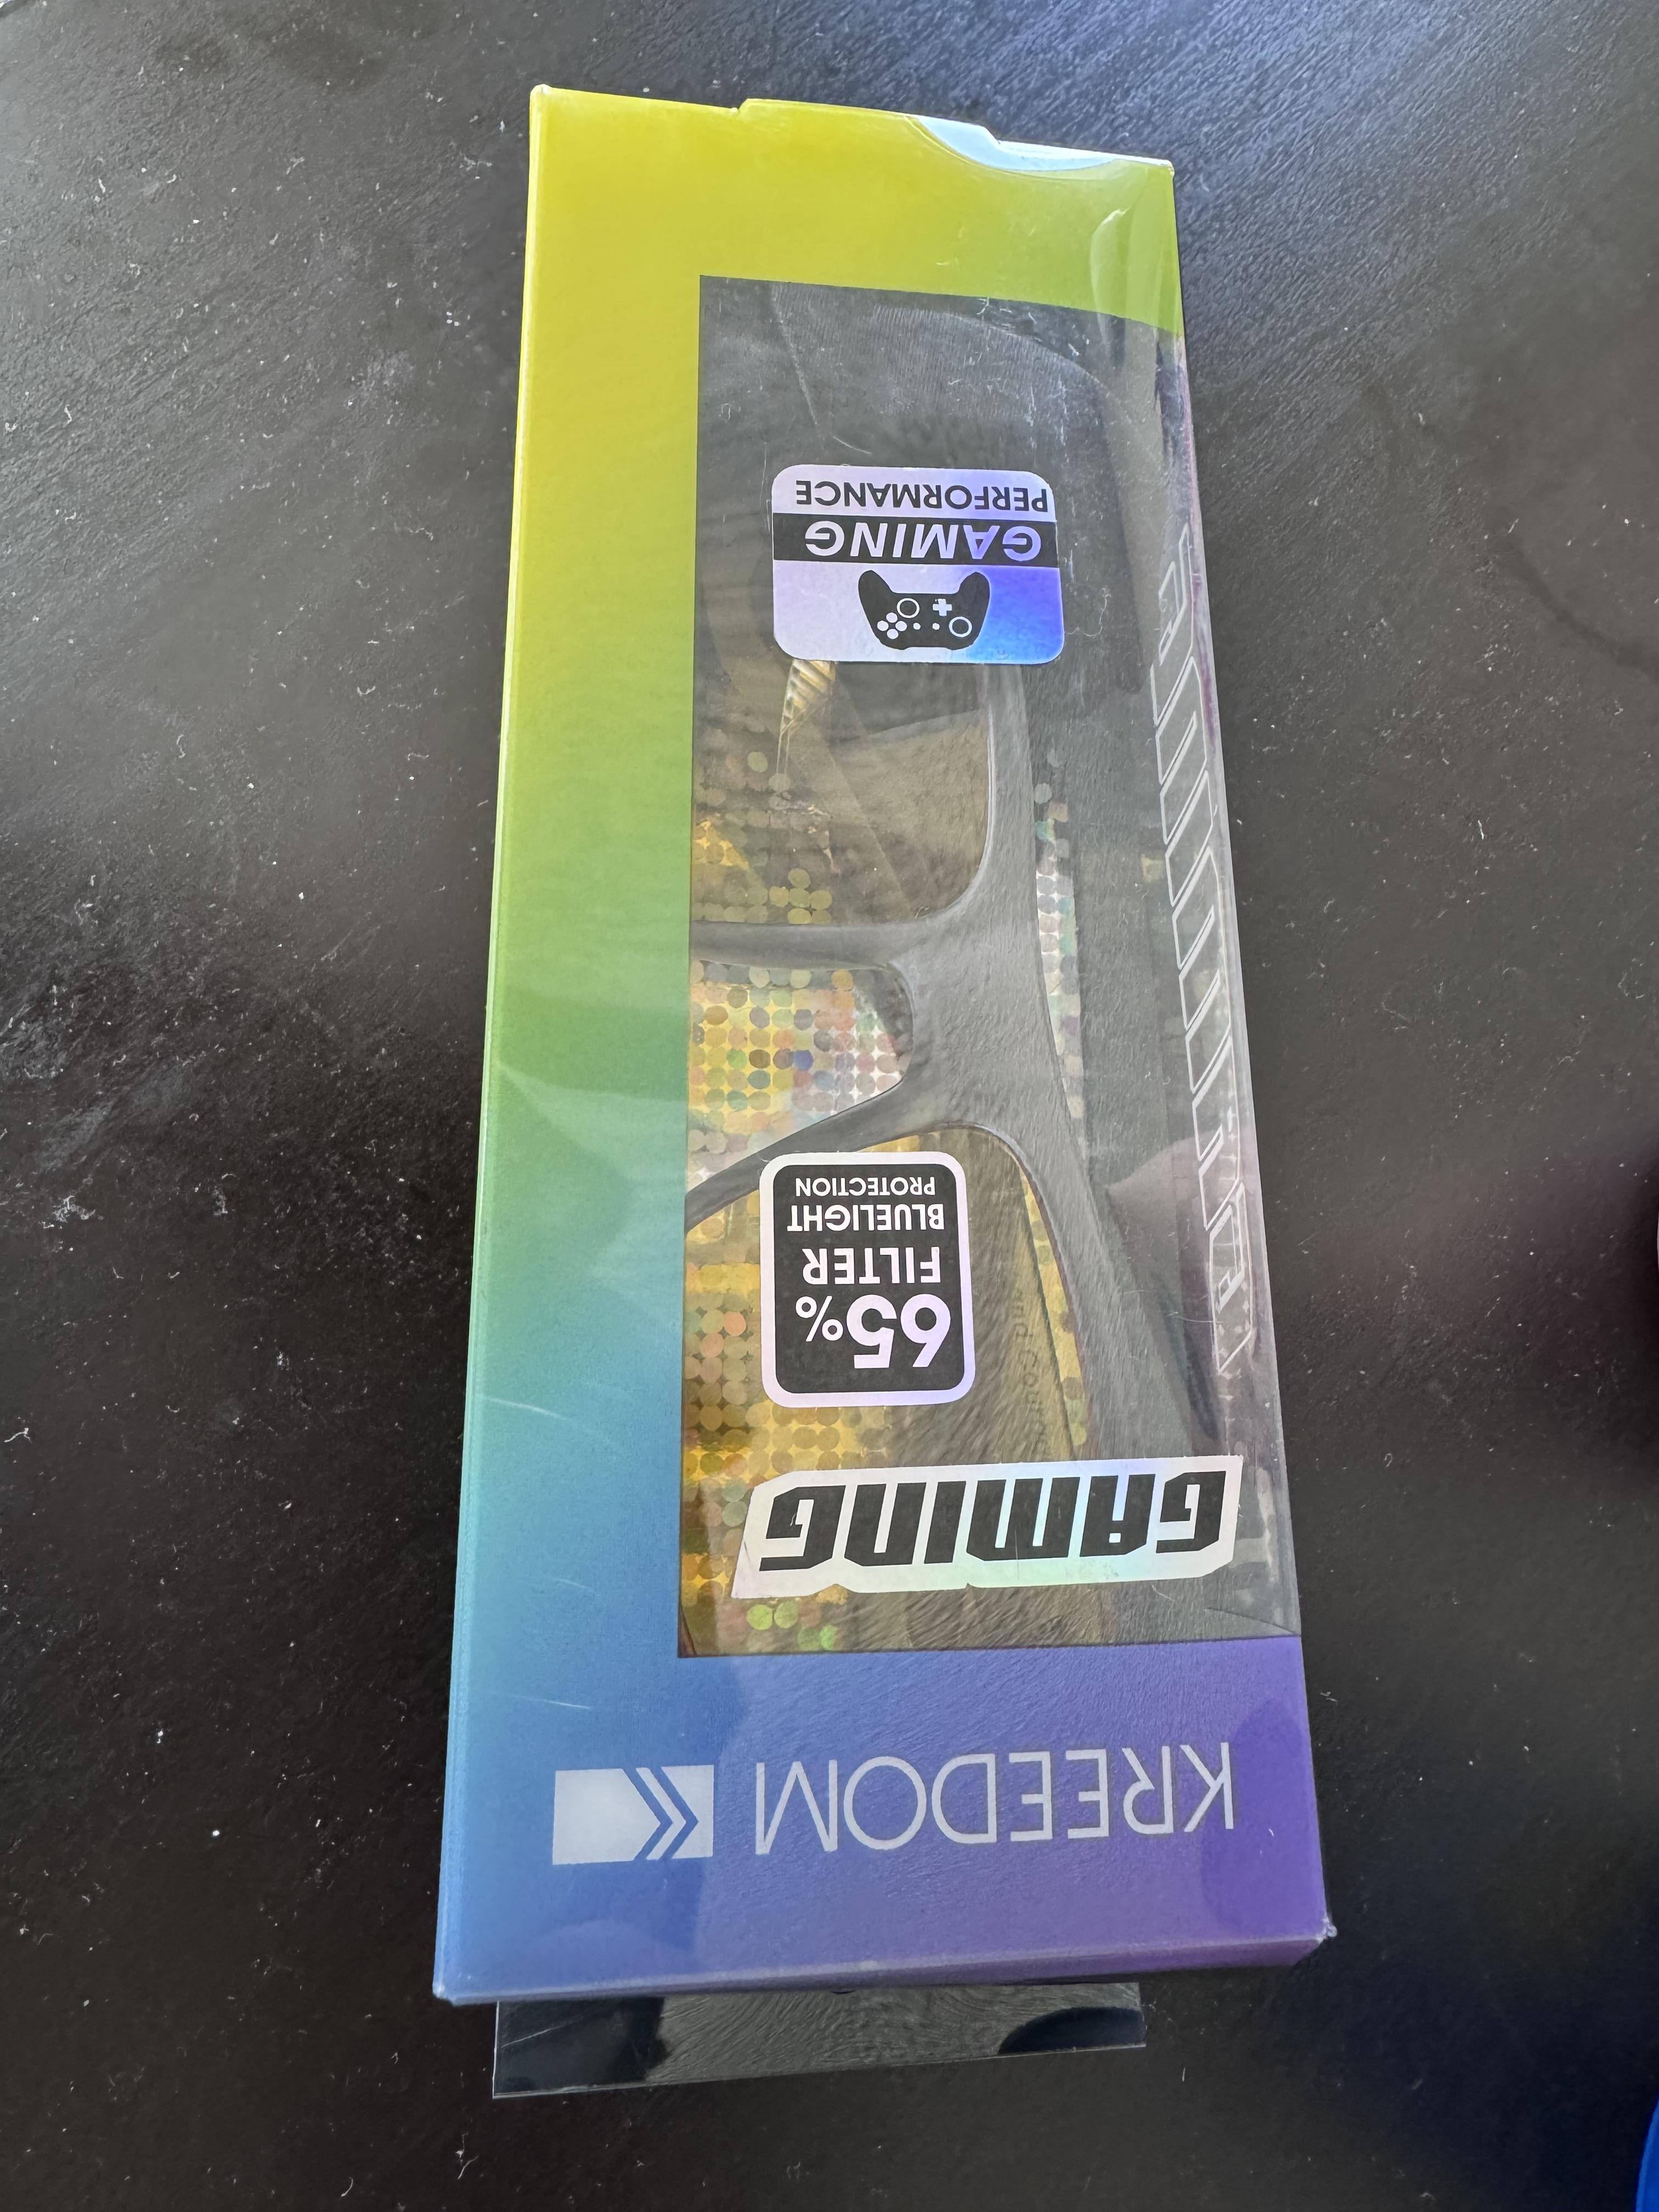 KREEDOM
GAMING
65%
FILTER
BLUELIGHT
PROTECTION
GAMING
PERFORMANCE